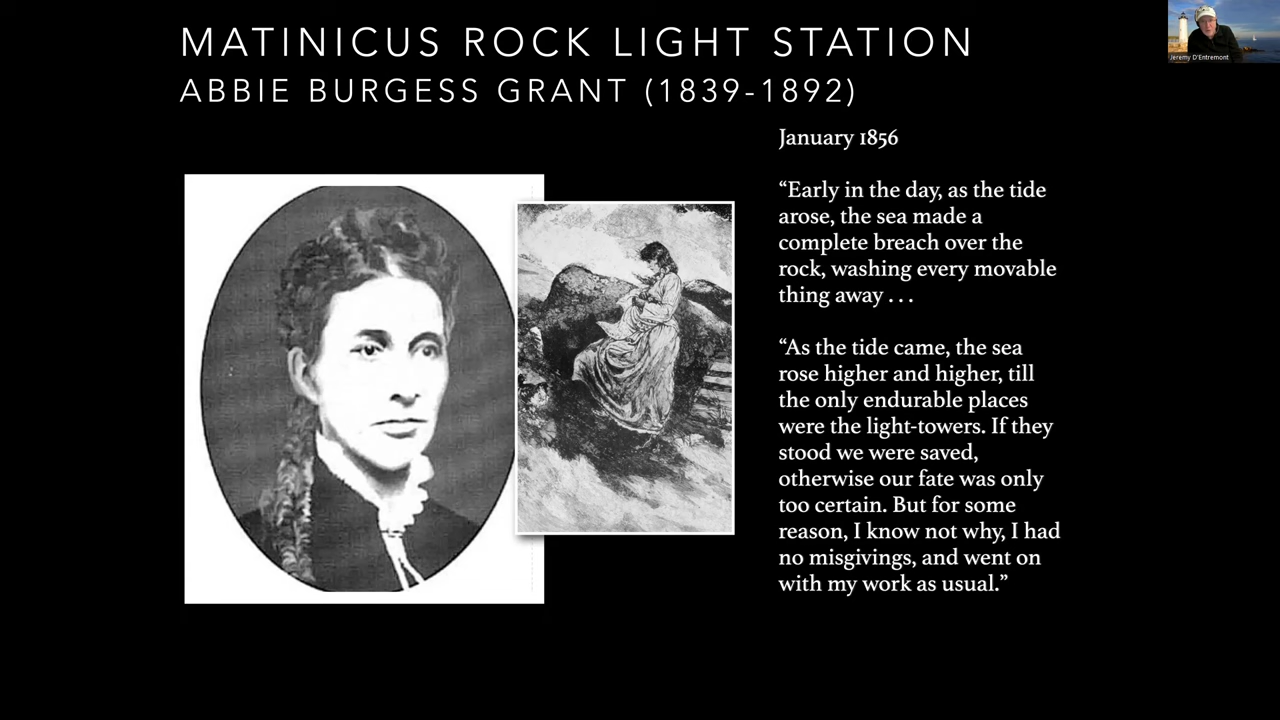 MATINICUS ROCK LIGHT STATION
ABBIE BURGESS GRANT (1839-1892)
Jeremy D'Entremont
January 1856
“Early in the day, as the tide
arose, the sea made a
complete breach over the
rock, washing every movable
thing away . . .
“As the tide came, the sea
rose higher and higher, till
the only endurable places
were the light-towers. If they
stood we were saved,
otherwise our fate was only
too certain. But for some
reason, I know not why, I had
no misgivings, and went on
with my work as usual.”